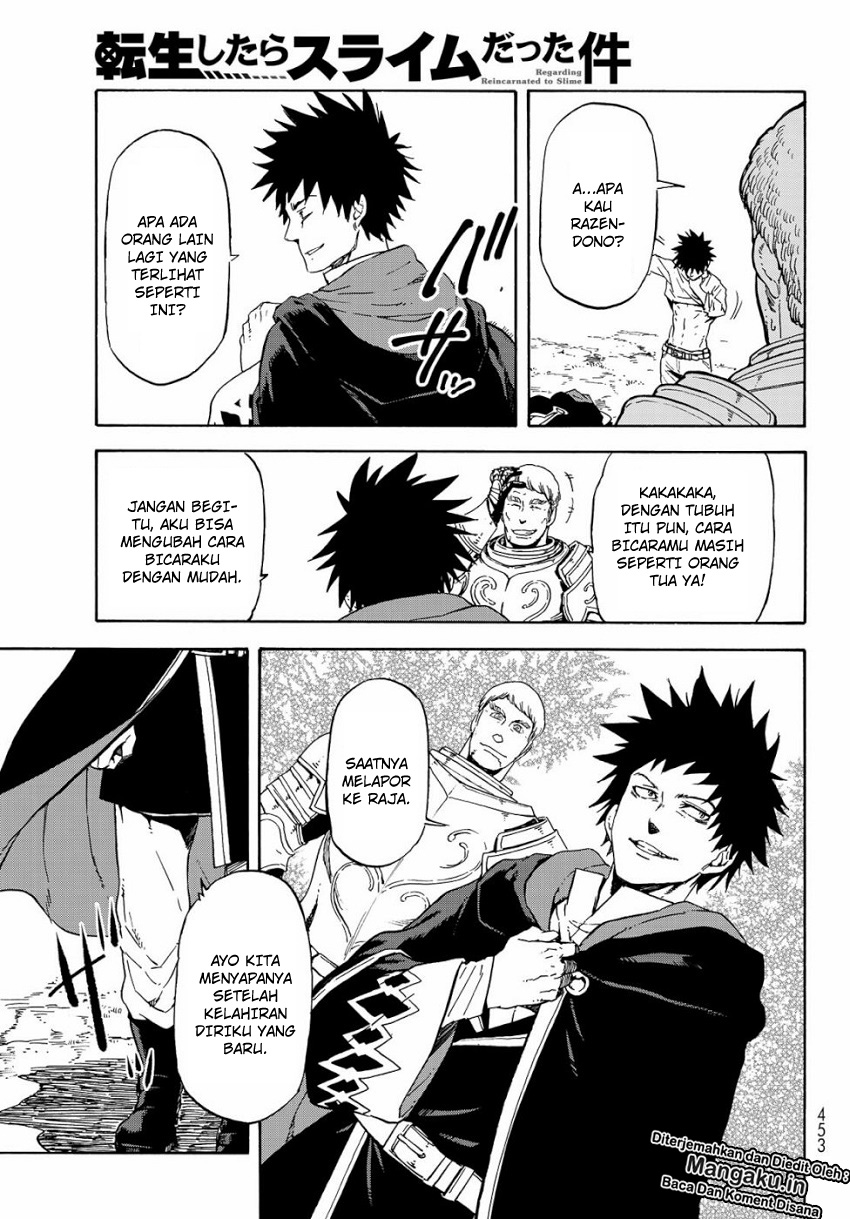 転生したらスライムだった件
Regarding
Reincarnated to Slime
A...APA
KAU
RAZEN-
DONO?
APA ADA
ORANG LAIN
LAGI YANG
TERLIHAT
SEPERTI
INI?
バサッ
KAKAKAKA,
DENGAN TUBUH
ITU PUN, CARA
BICARAMU MASIH
SEPERTI ORANG
TUA YA!
JANGAN BEGI-
TU, AKU BISA
MENGUBAH CARA
BICARAKU
DENGAN MUDAH.
SAATNYA
MELAPOR
KE RAJA.
AYO KITA
MENYAPANYA
SETELAH
KELAHIRAN
DIRIKU YANG
BARU.
453
Diterjemahkan dan Diedit Oleh:
Mangaku.in
Baca Dan Koment Disana